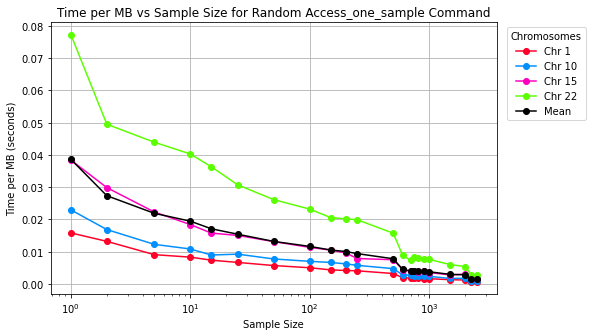 Time per MB vs Sample Size for Random Access_one_sample Command
Time per MB (seconds)
0.08
0.07
0.06
0.05
0.04
0.03
0.02
0.01
0.00
10⁰
10¹
10²
10³
Sample Size
Chromosomes
Chr 1
Chr 10
Chr 15
Chr 22
Mean